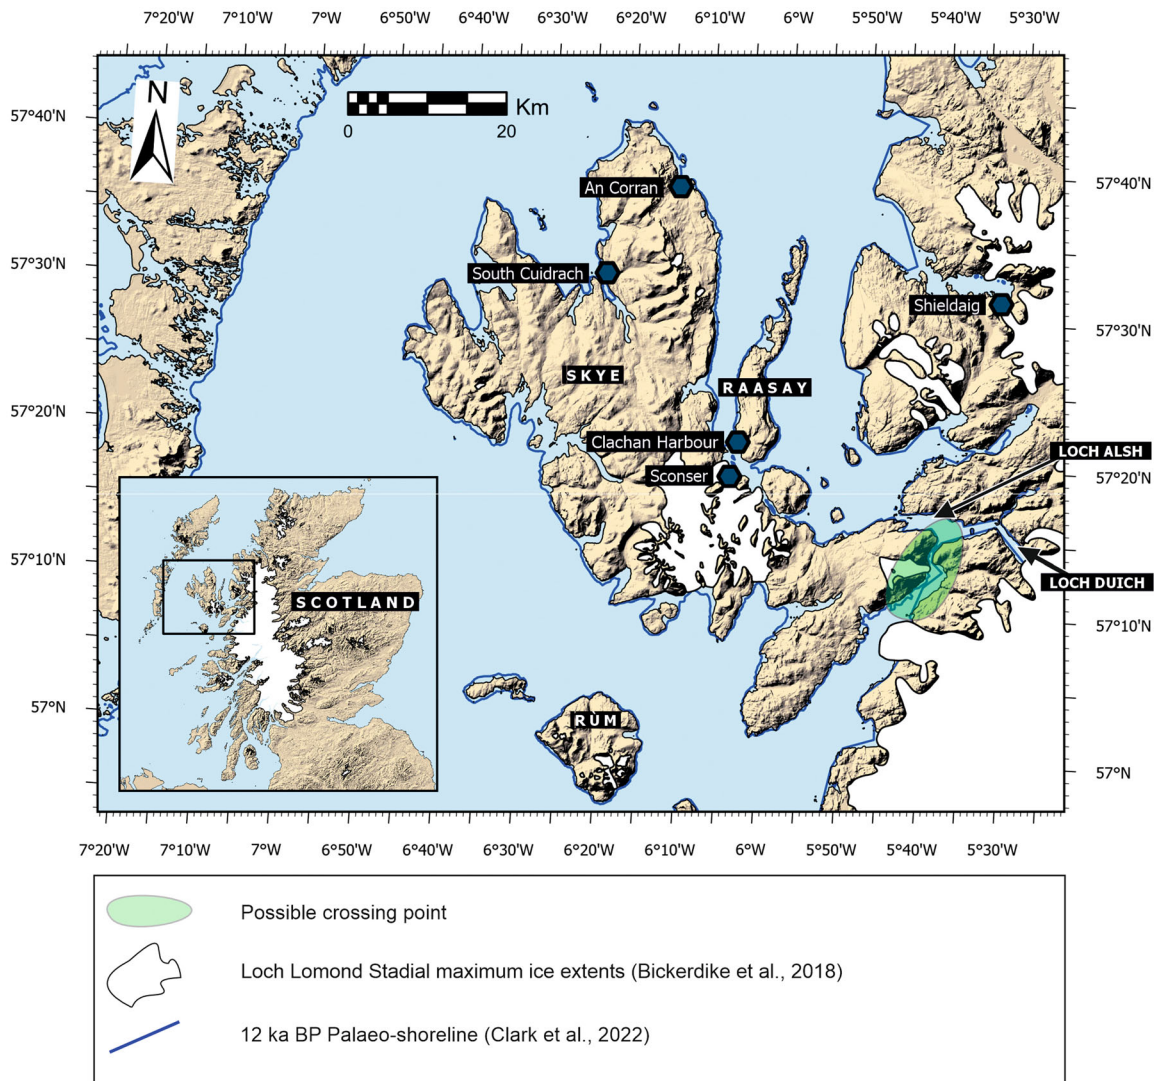 7°20'W 7°10'W 7°W 6°50'W 6°40'W 6°30'W 6°20'W 6°10'W 6°W 5°50'W 5°40'W 5°30'W
57°40'N
57°30'N
57°20'N
57°10'N
57°N
N
0 20 Km
An Corran
South Cuidrach
Shieldaig
SKYE
RAASAY
Clachan Harbour
Sconser
LOCH ALSH
LOCH DUICH
SCOTLAND
RÙM
57°40'N
57°30'N
57°20'N
57°10'N
57°N
7°20'W 7°10'W 7°W 6°50'W 6°40'W 6°30'W 6°20'W 6°10'W 6°W 5°50'W 5°40'W 5°30'W
Possible crossing point
Loch Lomond Stadial maximum ice extents (Bickerdike et al., 2018)
12 ka BP Palaeo-shoreline (Clark et al., 2022)